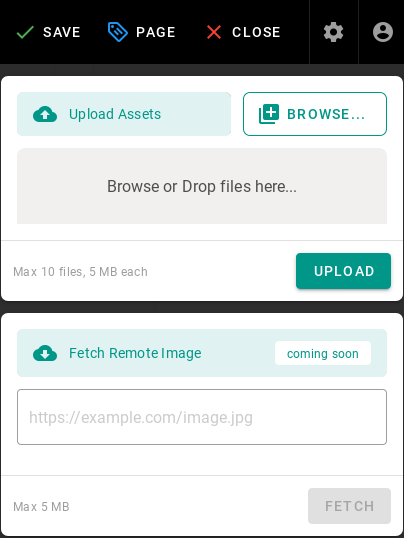 SAVE PAGE CLOSE
Upload Assets BROWSE...
Browse or Drop files here...
Max 10 files, 5 MB each UPLOAD
Fetch Remote Image coming soon
https://example.com/image.jpg
Max 5 MB FETCH